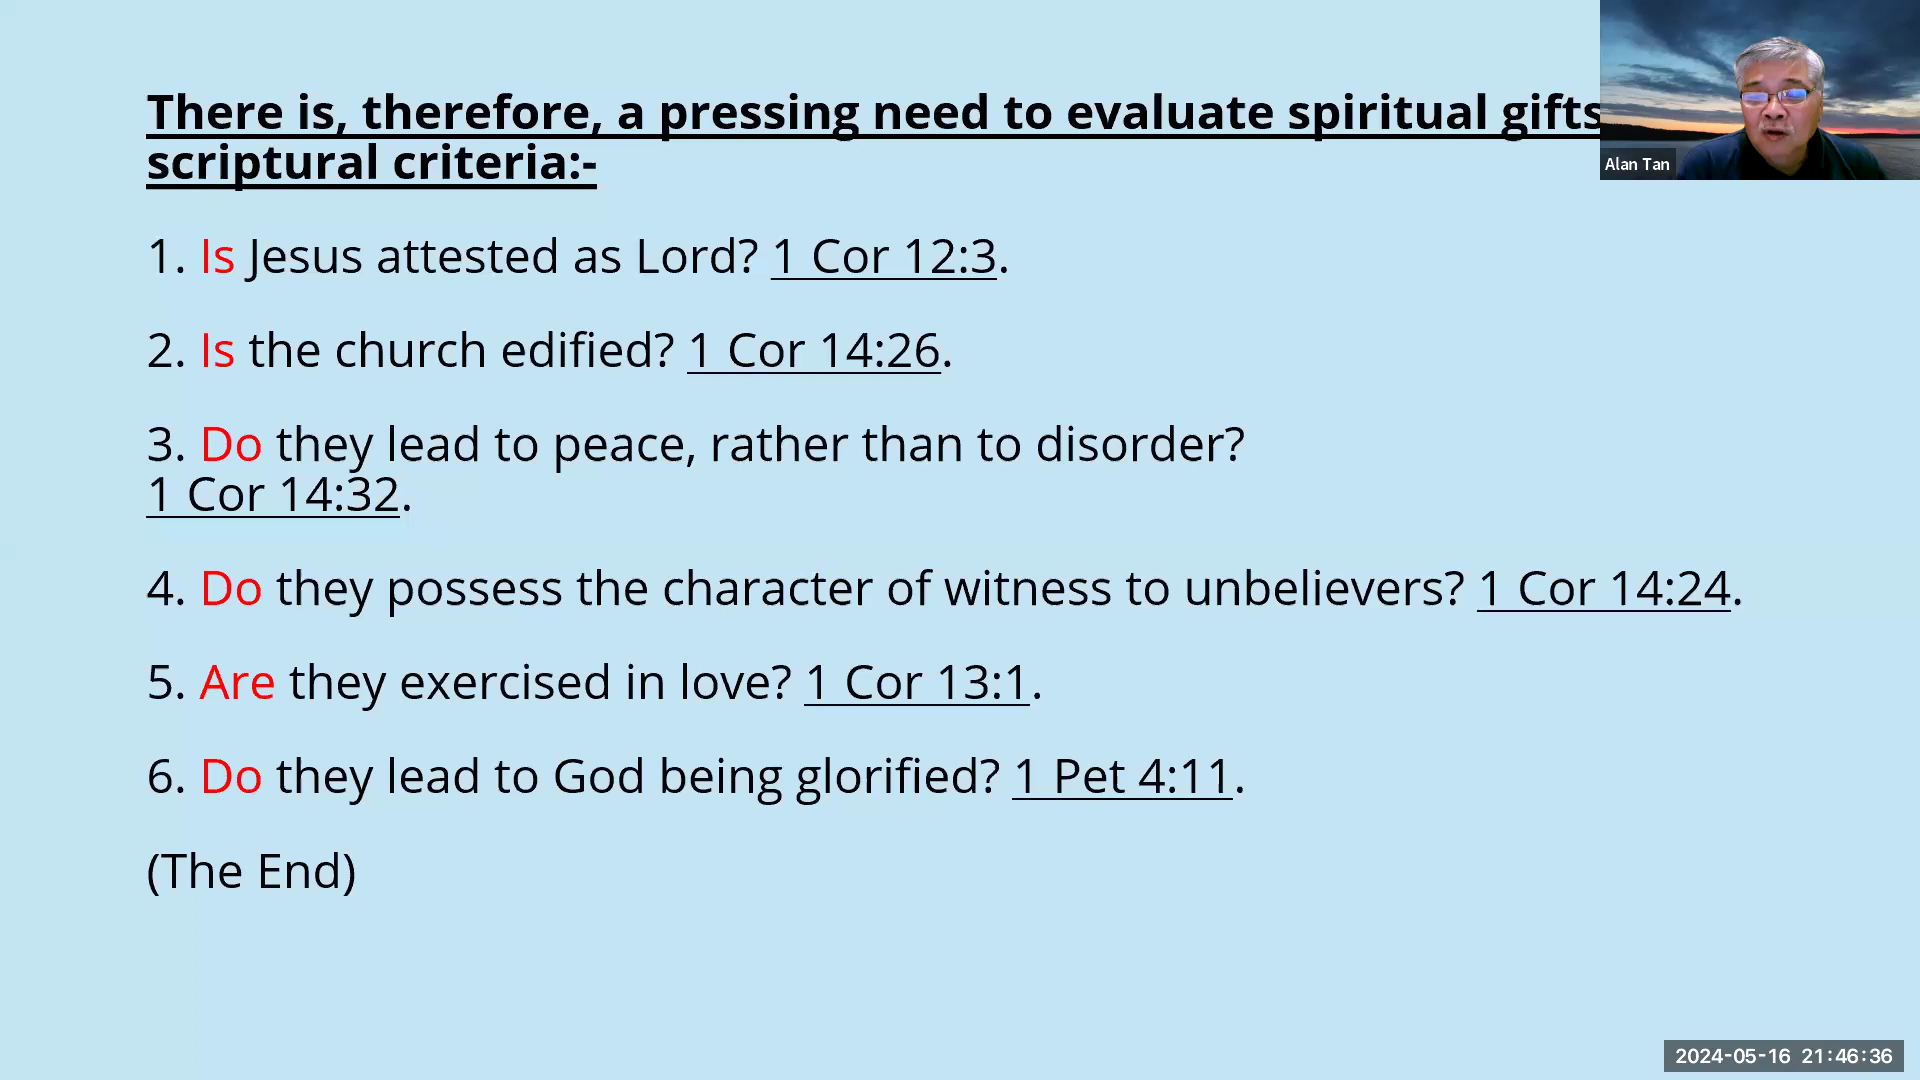 There is, therefore, a pressing need to evaluate spiritual gifts
scriptural criteria:-
1. Is Jesus attested as Lord? 1 Cor 12:3.
2. Is the church edified? 1 Cor 14:26.
3. Do they lead to peace, rather than to disorder?
1 Cor 14:32.
4. Do they possess the character of witness to unbelievers? 1 Cor 14:24.
5. Are they exercised in love? 1 Cor 13:1.
6. Do they lead to God being glorified? 1 Pet 4:11.
(The End)
Alan Tan
2024-05-16 21:46:36